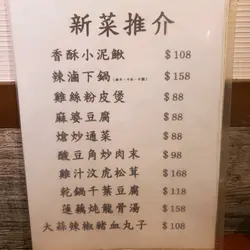 新菜推介
香酥小泥鰍 $108
辣滷下鍋 $158
雞絲粉皮煲 $88
麻婆豆腐 $88
熗炒通菜 $88
酸豆角炒肉末 $98
雞汁汶虎松茸 $168
乾鍋千葉豆腐 $118
蓮藕炖龍骨湯 $158
大蒜辣椒豬血丸子 $108